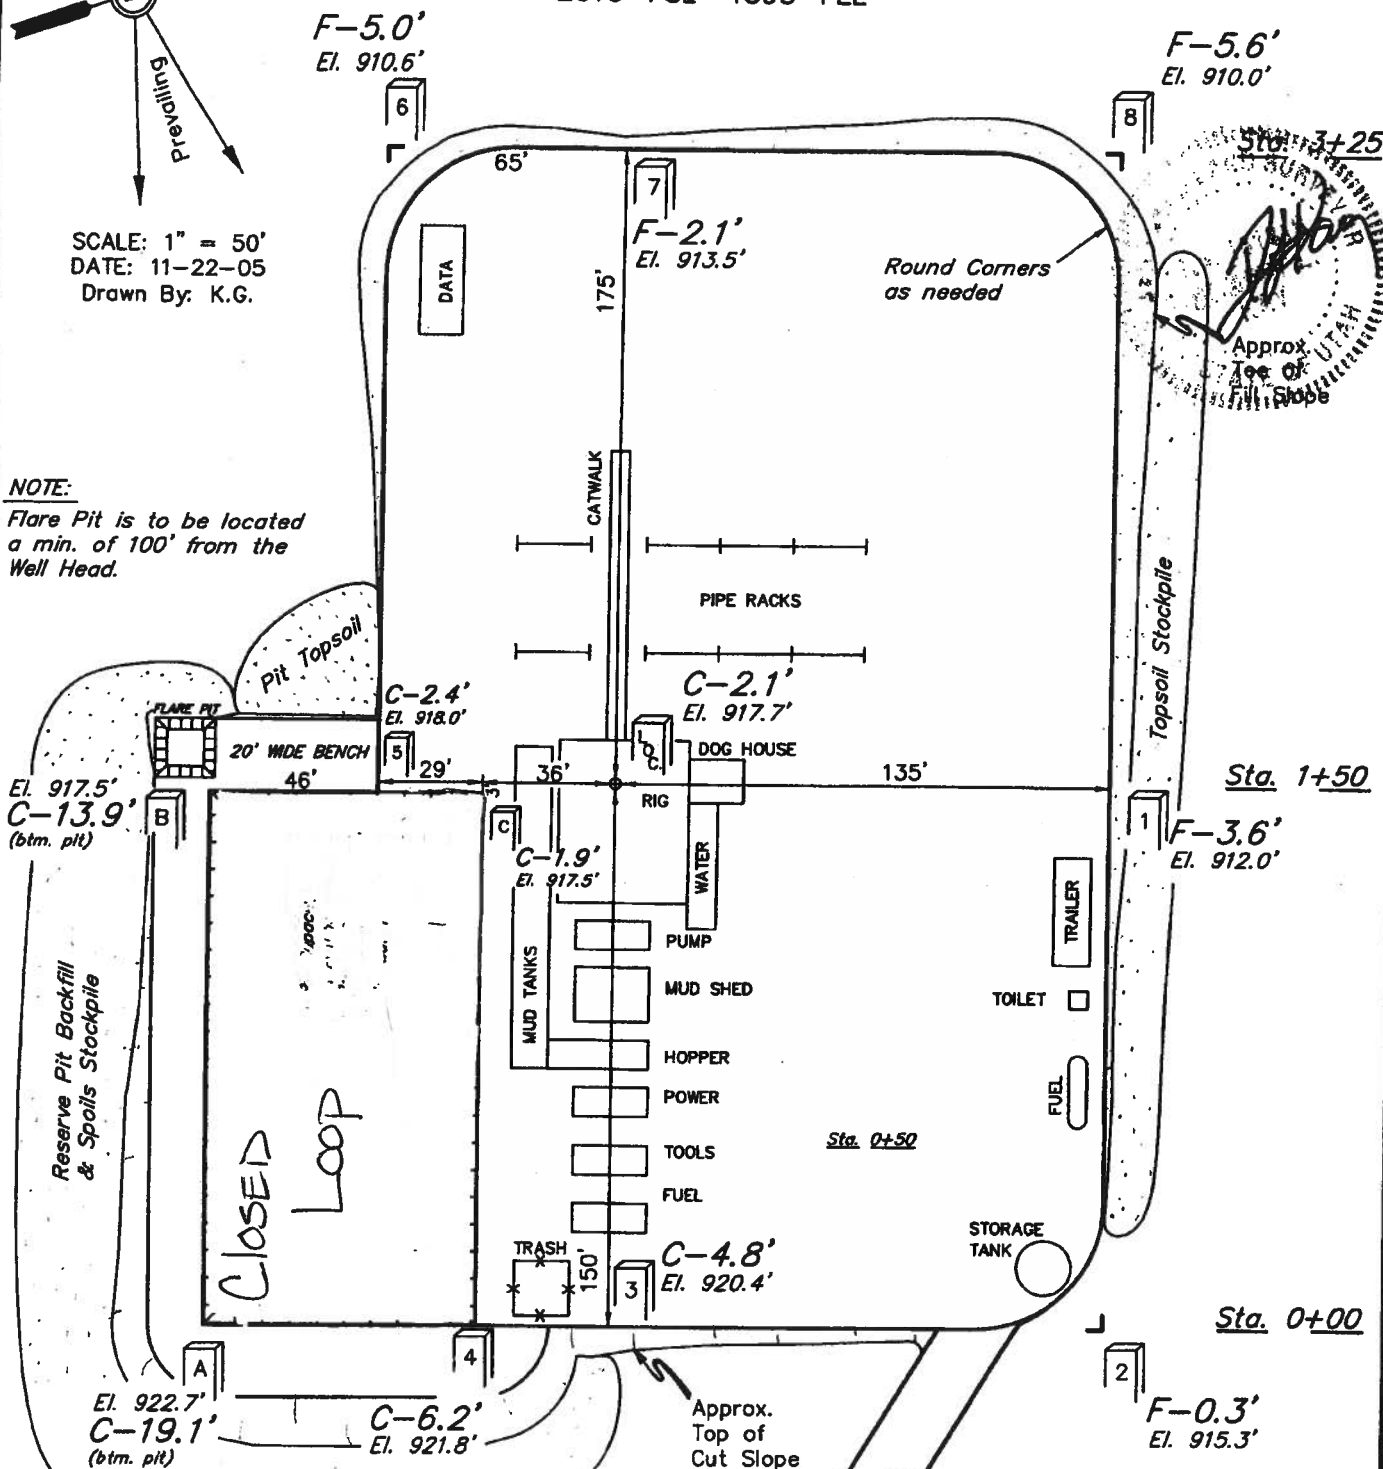 F-5.0'
El. 910.6'
F-5.6'
El. 910.0'
Prevailing
6
8
Sta. 3+25
65'
7
SCALE: 1" = 50'
DATE: 11-22-05
Drawn By: K.G.
DATA
F-2.1'
El. 913.5'
175'
Round Corners
as needed
UTAH
Approx.
Toe of
Fill Slope
NOTE:
Flare Pit is to be located
a min. of 100' from the
Well Head.
CATWALK
PIPE RACKS
Topsoil Stockpile
Pit Topsoil
C-2.4'
El. 918.0'
C-2.1'
El. 917.7'
FLARE PIT
20' WIDE BENCH
5
LOC.
DOG HOUSE
46'
29'
36'
135'
Sta. 1+50
El. 917.5'
C-13.9'
(btm. pit)
B
3'
C
RIG
1
F-3.6'
El. 912.0'
C-1.9'
El. 917.5'
WATER
TRAILER
PUMP
MUD TANKS
MUD SHED
TOILET
Reserve Pit Backfill
& Spoils Stockpile
HOPPER
POWER
FUEL
CLOSED
LOOP
TOOLS
Sta. 0+50
FUEL
STORAGE
TANK
TRASH
150'
3
C-4.8'
El. 920.4'
Sta. 0+00
A
4
2
El. 922.7'
C-19.1'
(btm. pit)
C-6.2'
El. 921.8'
Approx.
Top of
Cut Slope
F-0.3'
El. 915.3'